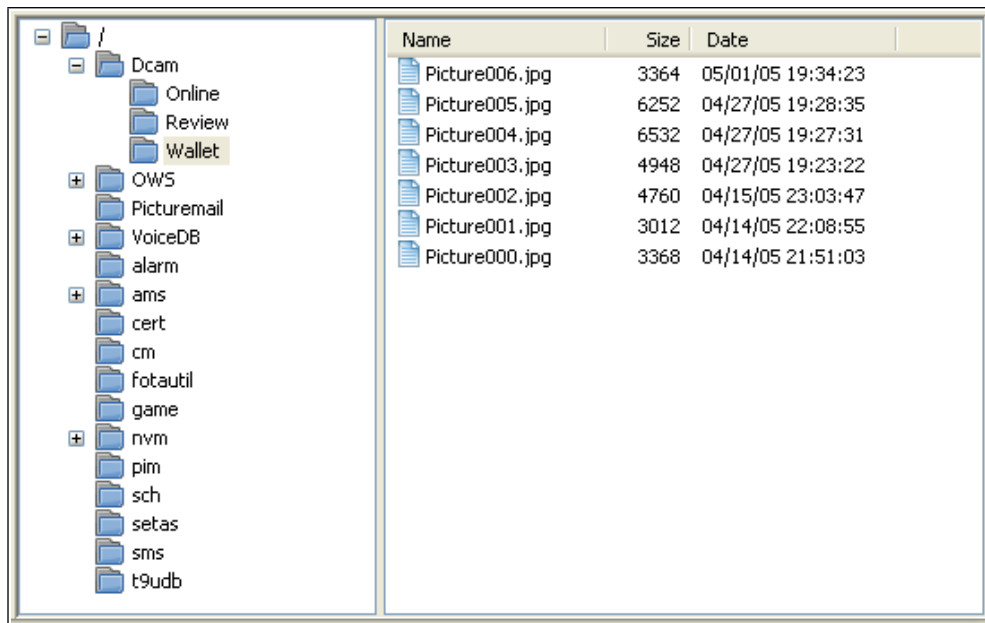 /
Dcam
Online
Review
Wallet
OWS
Picturemail
VoiceDB
alarm
ams
cert
cm
fotautil
game
nvm
pim
sch
setas
sms
t9udb
Name Size Date
Picture006.jpg 3364 05/01/05 19:34:23
Picture005.jpg 6252 04/27/05 19:28:35
Picture004.jpg 6532 04/27/05 19:27:31
Picture003.jpg 4948 04/27/05 19:23:22
Picture002.jpg 4760 04/15/05 23:03:47
Picture001.jpg 3012 04/14/05 22:08:55
Picture000.jpg 3368 04/14/05 21:51:03